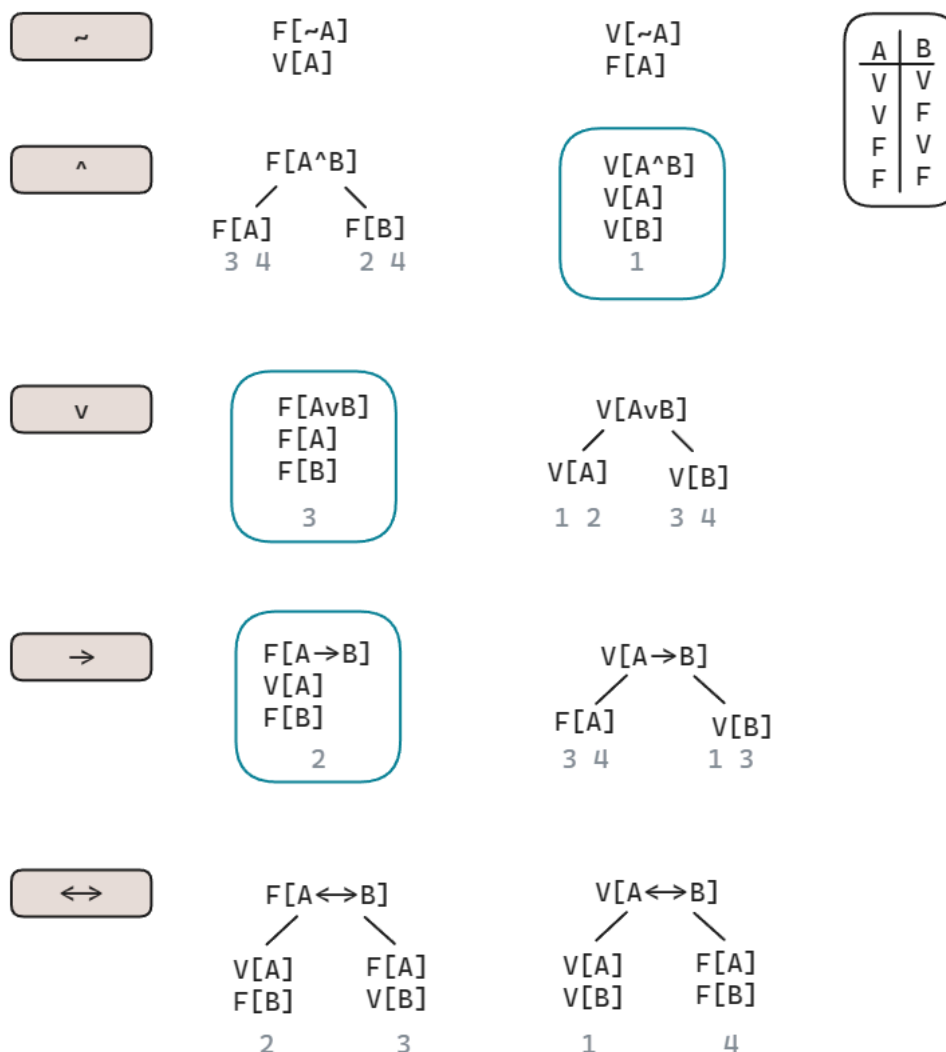 ~ F[~A] V[~A]
V[A] F[A]
A B
V V
V F
F V
F F
^ F[A^B] V[A^B]
V[A]
F[A] F[B] V[B]
3 4 2 4 1
v F[AvB] V[AvB]
F[A]
F[B] V[A] V[B]
3 1 2 3 4
→ F[A→B] V[A→B]
V[A]
F[B] F[A] V[B]
2 3 4 1 3
↔ F[A↔B] V[A↔B]
V[A] F[A] V[A] F[A]
F[B] V[B] V[B] F[B]
2 3 1 4